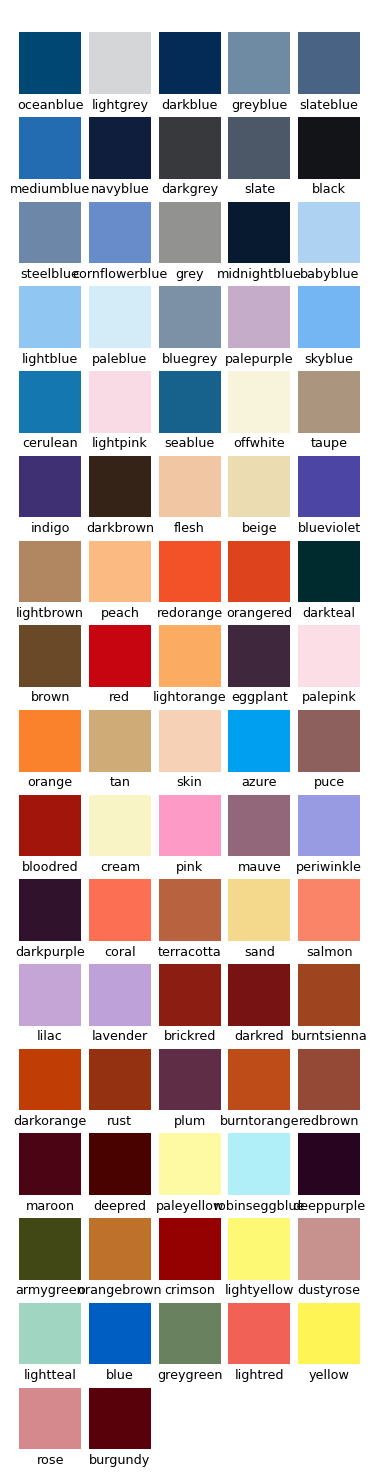 oceanblue lightgrey darkblue greyblue slateblue
mediumblue navyblue darkgrey slate black
steelblue cornflowerblue grey midnightblue babyblue
lightblue paleblue bluegrey palepurple skyblue
cerulean lightpink seablue offwhite taupe
indigo darkbrown flesh beige blueviolet
lightbrown peach redorange orangered darkteal
brown red lightorange eggplant palepink
orange tan skin azure puce
bloodred cream pink mauve periwinkle
darkpurple coral terracotta sand salmon
lilac lavender brickred darkred burntsienna
darkorange rust plum burntorange redbrown
maroon deepred paleyellow robinseggblue deeppurple
armygreen orangebrown crimson lightyellow dustyrose
lightteal blue greygreen lightred yellow
rose burgundy